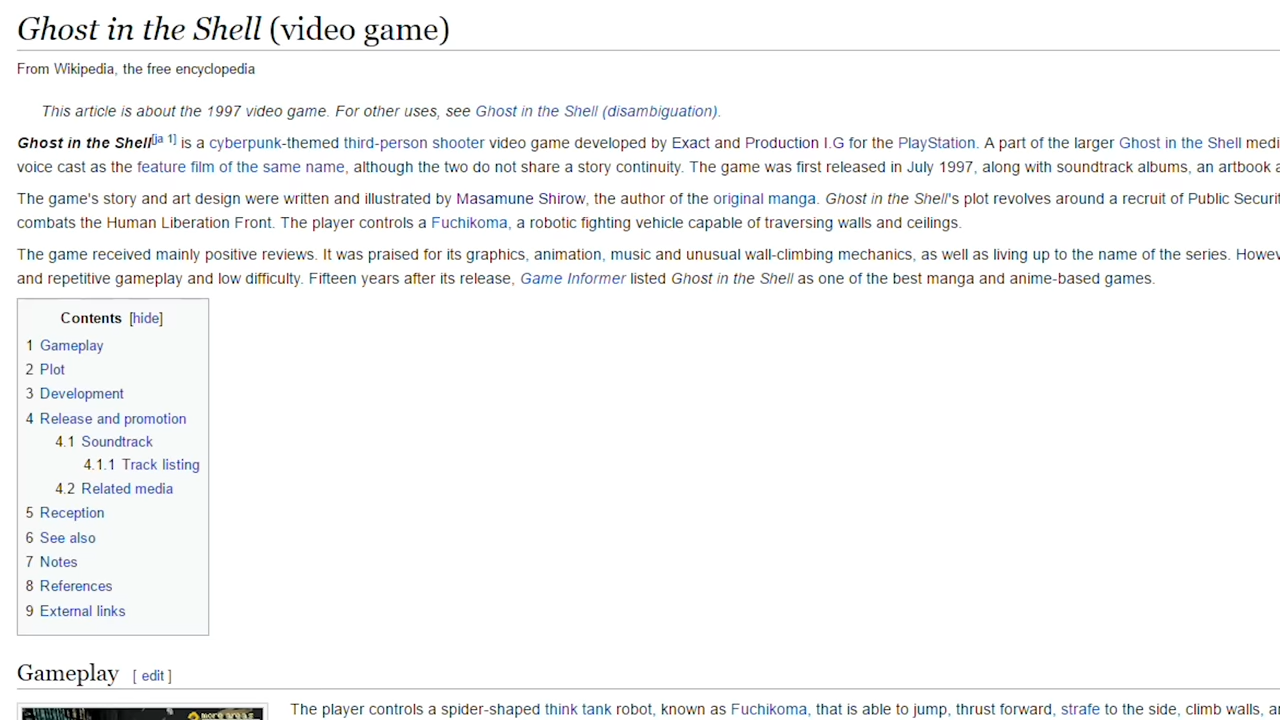 Ghost in the Shell (video game)
From Wikipedia, the free encyclopedia
This article is about the 1997 video game. For other uses, see Ghost in the Shell (disambiguation).
Ghost in the Shell[ja 1] is a cyberpunk-themed third-person shooter video game developed by Exact and Production I.G for the PlayStation. A part of the larger Ghost in the Shell medi
voice cast as the feature film of the same name, although the two do not share a story continuity. The game was first released in July 1997, along with soundtrack albums, an artbook a
The game's story and art design were written and illustrated by Masamune Shirow, the author of the original manga. Ghost in the Shell's plot revolves around a recruit of Public Securit
combats the Human Liberation Front. The player controls a Fuchikoma, a robotic fighting vehicle capable of traversing walls and ceilings.
The game received mainly positive reviews. It was praised for its graphics, animation, music and unusual wall-climbing mechanics, as well as living up to the name of the series. Howev
and repetitive gameplay and low difficulty. Fifteen years after its release, Game Informer listed Ghost in the Shell as one of the best manga and anime-based games.
Contents [hide]
1 Gameplay
2 Plot
3 Development
4 Release and promotion
4.1 Soundtrack
4.1.1 Track listing
4.2 Related media
5 Reception
6 See also
7 Notes
8 References
9 External links
Gameplay [ edit ]
more areas
The player controls a spider-shaped think tank robot, known as Fuchikoma, that is able to jump, thrust forward, strafe to the side, climb walls, a